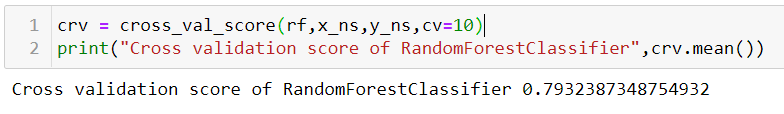 1 crv = cross_val_score(rf,x_ns,y_ns,cv=10)
2 print("Cross validation score of RandomForestClassifier",crv.mean())
Cross validation score of RandomForestClassifier 0.7932387348754932